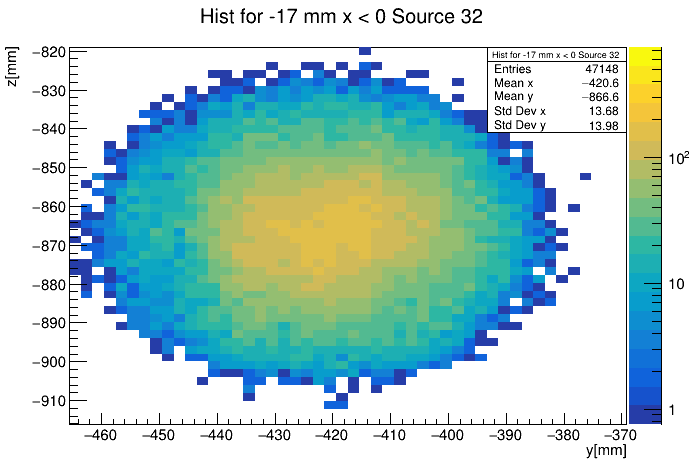 Hist for -17 mm x < 0 Source 32
z[mm]
Hist for -17 mm x < 0 Source 32
Entries 47148
Mean x −420.6
Mean y −866.6
Std Dev x 13.68
Std Dev y 13.98
−820
−830
−840
−850
−860
−870
−880
−890
−900
−910
10²
10
1
−460 −450 −440 −430 −420 −410 −400 −390 −380 −370
y[mm]